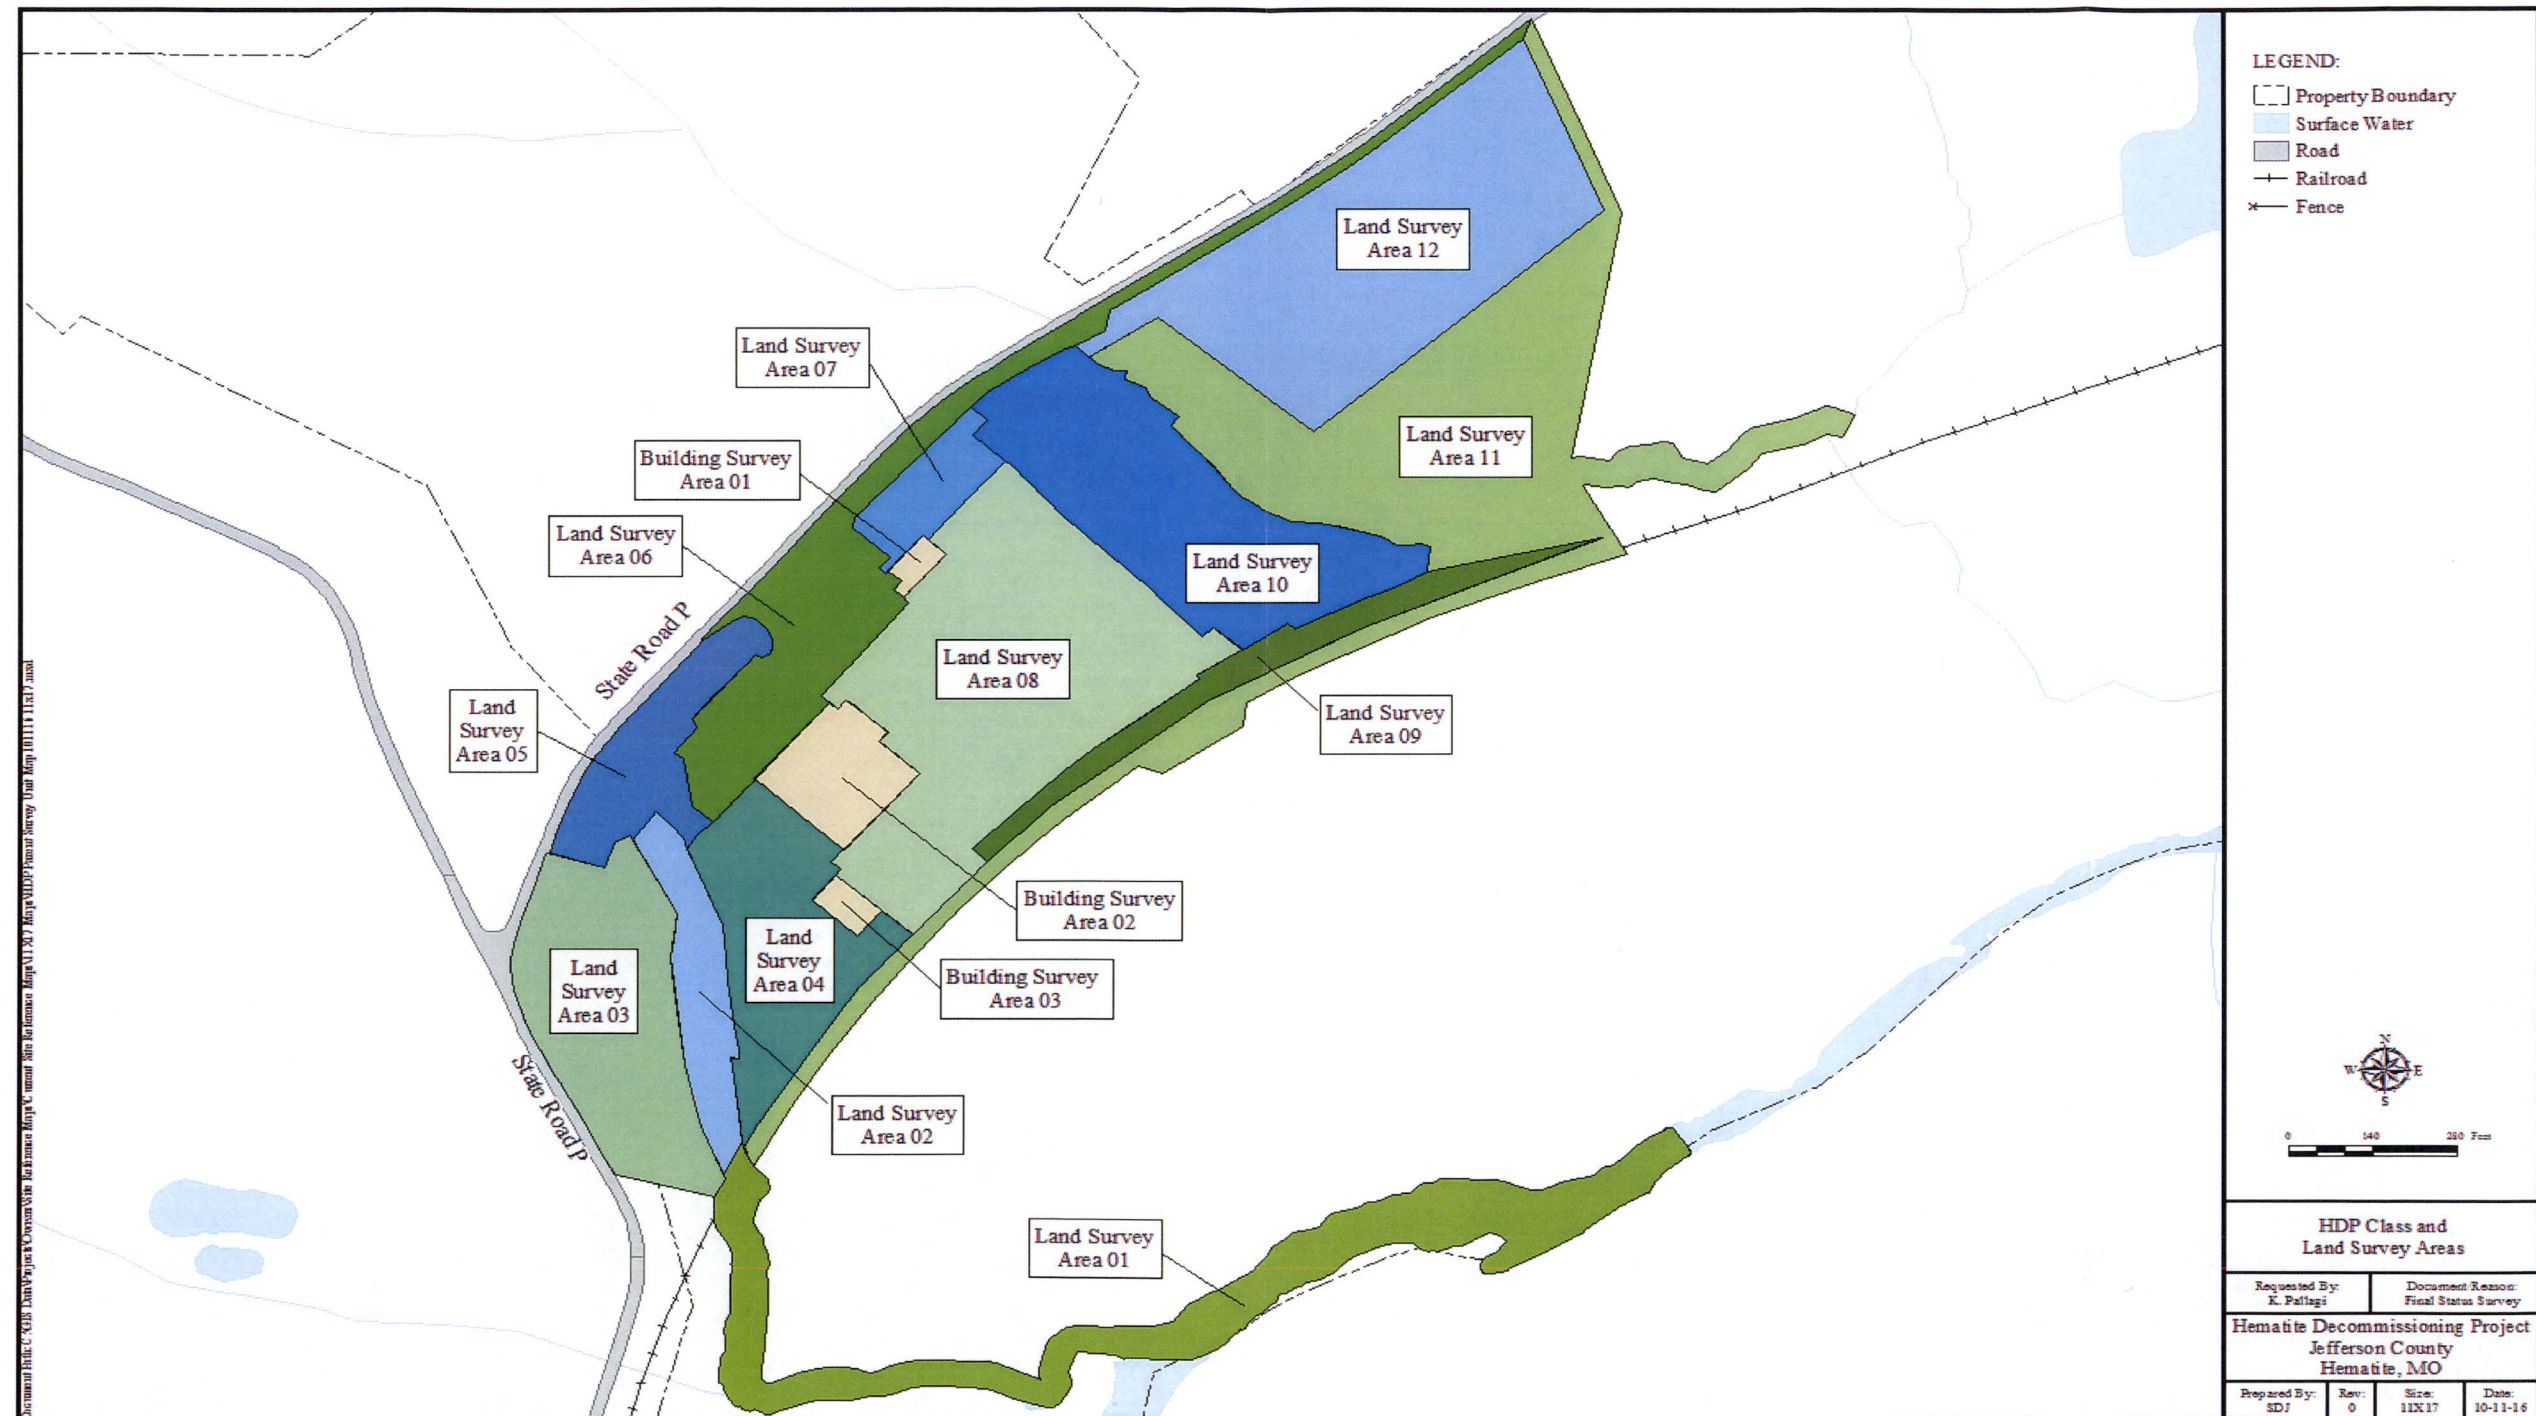 LEGEND:
Property Boundary
Surface Water
Road
Railroad
Fence
Land Survey
Area 12
Land Survey
Area 07
Land Survey
Area 11
Building Survey
Area 01
Land Survey
Area 06
Land Survey
Area 10
State Road P
Land Survey
Area 08
Land
Survey
Area 05
Land Survey
Area 09
Building Survey
Area 02
Land
Survey
Area 04
Land
Survey
Area 03
Building Survey
Area 03
State Road P
Land Survey
Area 02
Land Survey
Area 01
N
W E
S
0 140 280 Feet
HDP Class and
Land Survey Areas
Requested By:
K. Pallagi
Document Reason:
Final Status Survey
Hematite Decommissioning Project
Jefferson County
Hematite, MO
Prepared By:
SDJ
Rev:
0
Size:
11X17
Date:
10-11-16